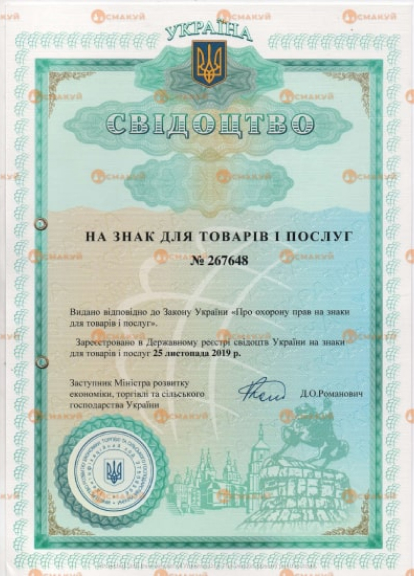 УКРАЇНА
СВІДОЦТВО
НА ЗНАК ДЛЯ ТОВАРІВ І ПОСЛУГ
№ 267648
Видано відповідно до Закону України «Про охорону прав на знаки
для товарів і послуг».
Зареєстровано в Державному реєстрі свідоцтв України на знаки
для товарів і послуг 25 листопада 2019 р.
Заступник Міністра розвитку
економіки, торгівлі та сільського
господарства України
Д.О.Романович
СМАКУЙ